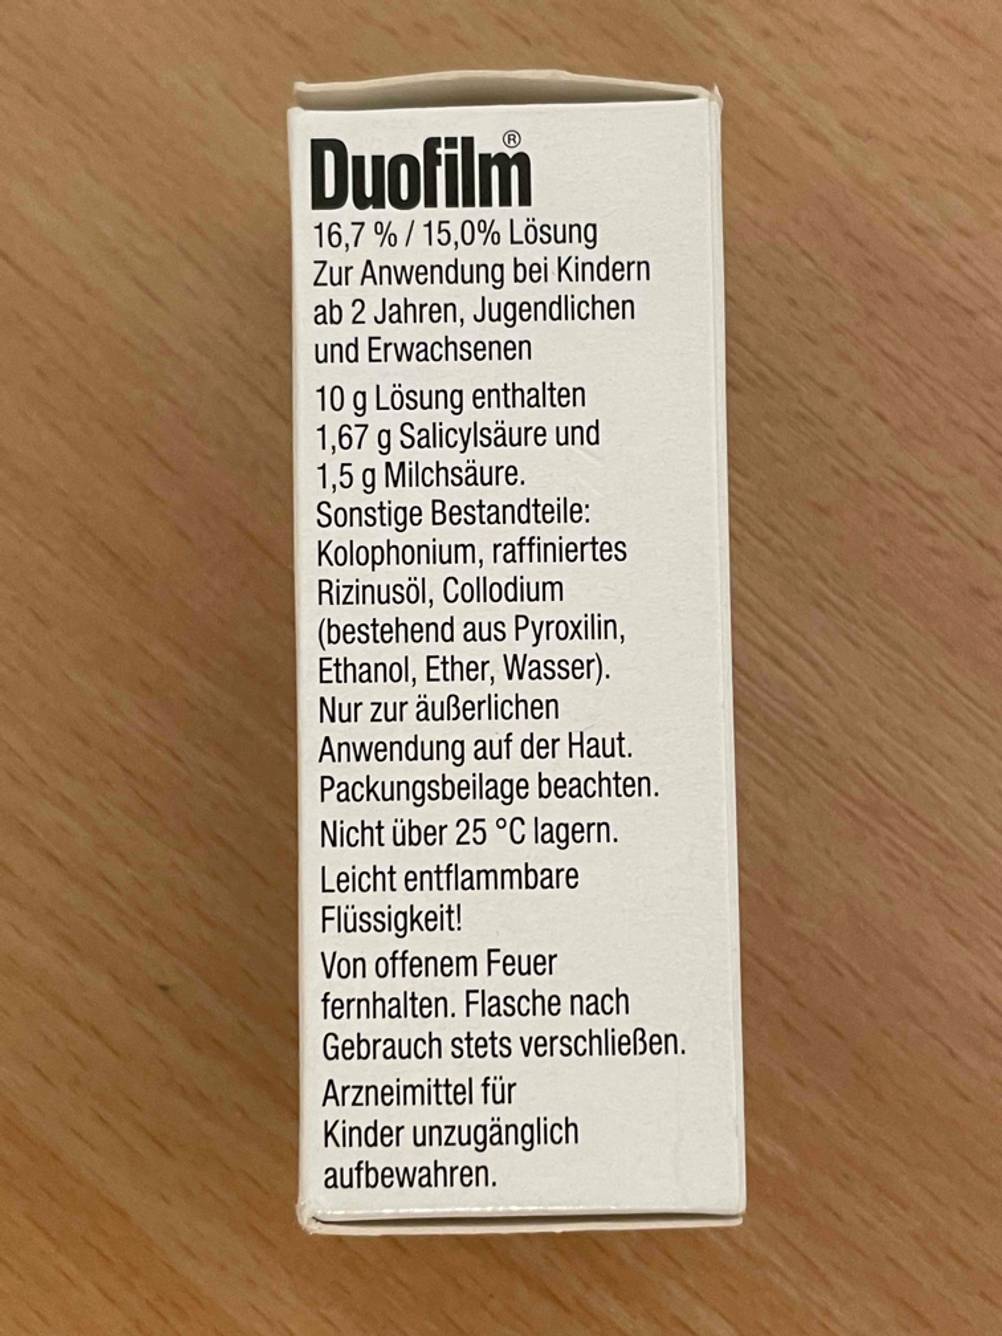 Duofilm®
16,7 % / 15,0% Lösung
Zur Anwendung bei Kindern
ab 2 Jahren, Jugendlichen
und Erwachsenen
10 g Lösung enthalten
1,67 g Salicylsäure und
1,5 g Milchsäure.
Sonstige Bestandteile:
Kolophonium, raffiniertes
Rizinusöl, Collodium
(bestehend aus Pyroxilin,
Ethanol, Ether, Wasser).
Nur zur äußerlichen
Anwendung auf der Haut.
Packungsbeilage beachten.
Nicht über 25 °C lagern.
Leicht entflammbare
Flüssigkeit!
Von offenem Feuer
fernhalten. Flasche nach
Gebrauch stets verschließen.
Arzneimittel für
Kinder unzugänglich
aufbewahren.